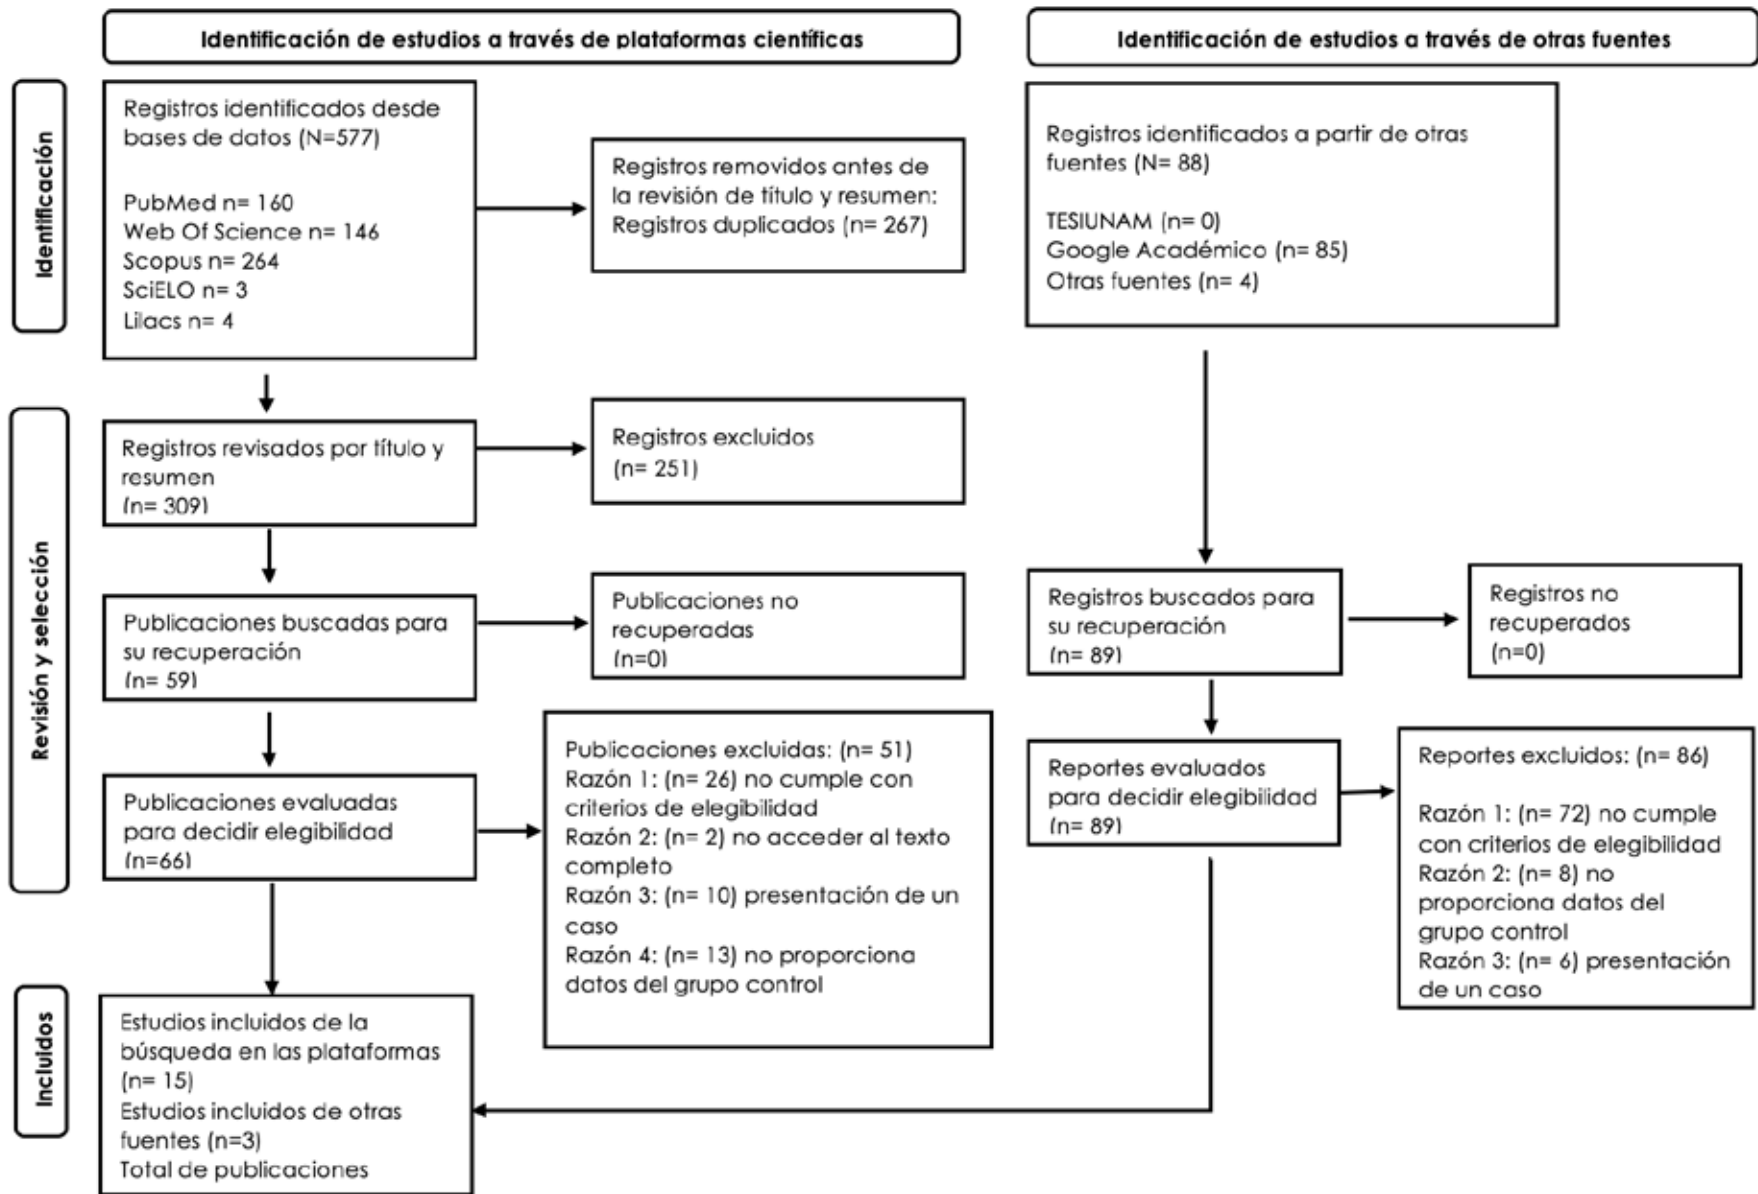 Identificación de estudios a través de plataformas científicas
Identificación de estudios a través de otras fuentes
Identificación
Registros identificados desde
bases de datos (N=577)
PubMed n= 160
Web Of Science n= 146
Scopus n= 264
SciELO n= 3
Lilacs n= 4
Registros removidos antes de
la revisión de título y resumen:
Registros duplicados (n= 267)
Registros identificados a partir de otras
fuentes (N= 88)
TESIUNAM (n= 0)
Google Académico (n= 85)
Otras fuentes (n= 4)
Revisión y selección
Registros revisados por título y
resumen
(n= 309)
Registros excluidos
(n= 251)
Publicaciones buscadas para
su recuperación
(n= 59)
Publicaciones no
recuperadas
(n=0)
Registros buscados para
su recuperación
(n= 89)
Registros no
recuperados
(n=0)
Publicaciones evaluadas
para decidir elegibilidad
(n=66)
Publicaciones excluidas: (n= 51)
Razón 1: (n= 26) no cumple con
criterios de elegibilidad
Razón 2: (n= 2) no acceder al texto
completo
Razón 3: (n= 10) presentación de un
caso
Razón 4: (n= 13) no proporciona
datos del grupo control
Reportes evaluados
para decidir elegibilidad
(n= 89)
Reportes excluidos: (n= 86)
Razón 1: (n= 72) no cumple
con criterios de elegibilidad
Razón 2: (n= 8) no
proporciona datos del
grupo control
Razón 3: (n= 6) presentación
de un caso
Incluidos
Estudios incluidos de la
búsqueda en las plataformas
(n= 15)
Estudios incluidos de otras
fuentes (n=3)
Total de publicaciones